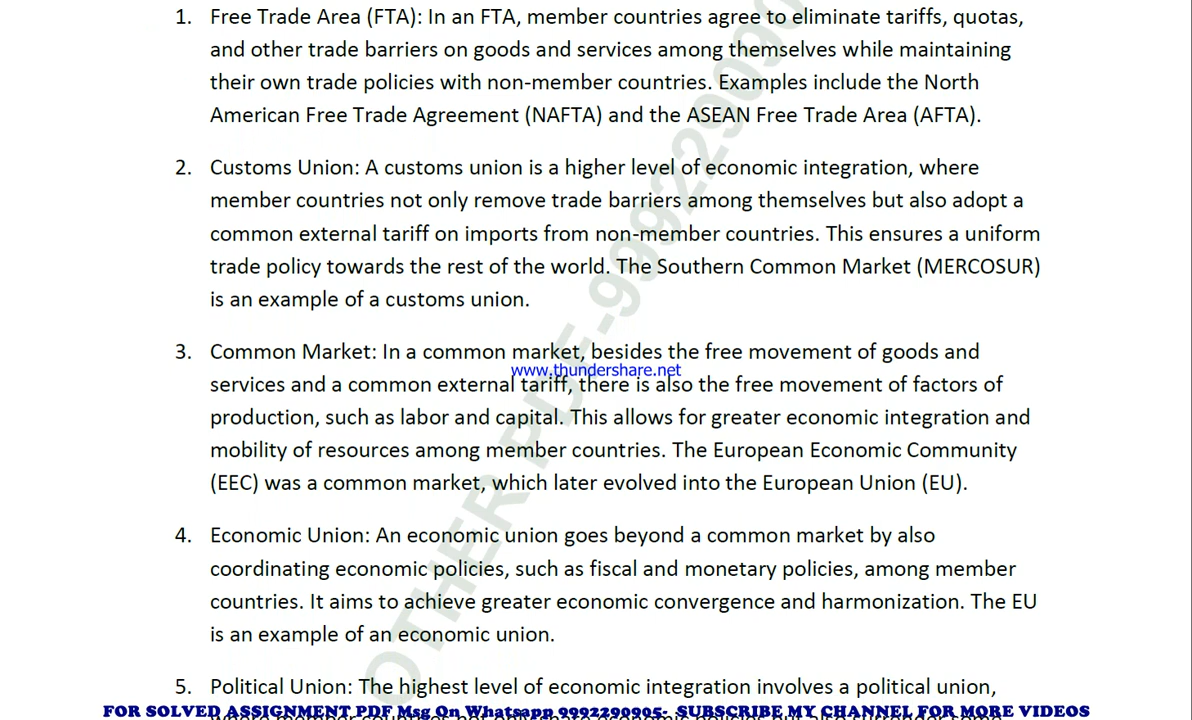 1. Free Trade Area (FTA): In an FTA, member countries agree to eliminate tariffs, quotas,
and other trade barriers on goods and services among themselves while maintaining
their own trade policies with non-member countries. Examples include the North
American Free Trade Agreement (NAFTA) and the ASEAN Free Trade Area (AFTA).
2. Customs Union: A customs union is a higher level of economic integration, where
member countries not only remove trade barriers among themselves but also adopt a
common external tariff on imports from non-member countries. This ensures a uniform
trade policy towards the rest of the world. The Southern Common Market (MERCOSUR)
is an example of a customs union.
3. Common Market: In a common market, besides the free movement of goods and
www.thundershare.net
services and a common external tariff, there is also the free movement of factors of
production, such as labor and capital. This allows for greater economic integration and
mobility of resources among member countries. The European Economic Community
(EEC) was a common market, which later evolved into the European Union (EU).
4. Economic Union: An economic union goes beyond a common market by also
coordinating economic policies, such as fiscal and monetary policies, among member
countries. It aims to achieve greater economic convergence and harmonization. The EU
is an example of an economic union.
5. Political Union: The highest level of economic integration involves a political union,
FOR SOLVED ASSIGNMENT PDF Msg On Whatsapp 9992290905- SUBSCRIBE MY CHANNEL FOR MORE VIDEOS
OTHER PDF-999229090